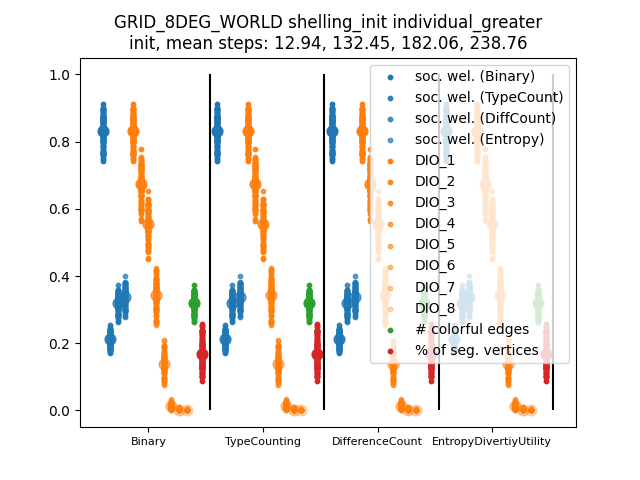 GRID_8DEG_WORLD shelling_init individual_greater
init, mean steps: 12.94, 132.45, 182.06, 238.76
1.0
0.8
0.6
0.4
0.2
0.0
soc. wel. (Binary)
soc. wel. (TypeCount)
soc. wel. (DiffCount)
soc. wel. (Entropy)
DIO_1
DIO_2
DIO_3
DIO_4
DIO_5
DIO_6
DIO_7
DIO_8
# colorful edges
% of seg. vertices
Binary
TypeCounting
DifferenceCount
EntropyDivertiyUtility